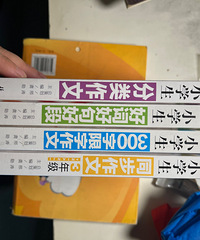 小学生 分类作文
小学生 好词好句好段
小学生 300字限字作文
小学生 同步作文 3年级